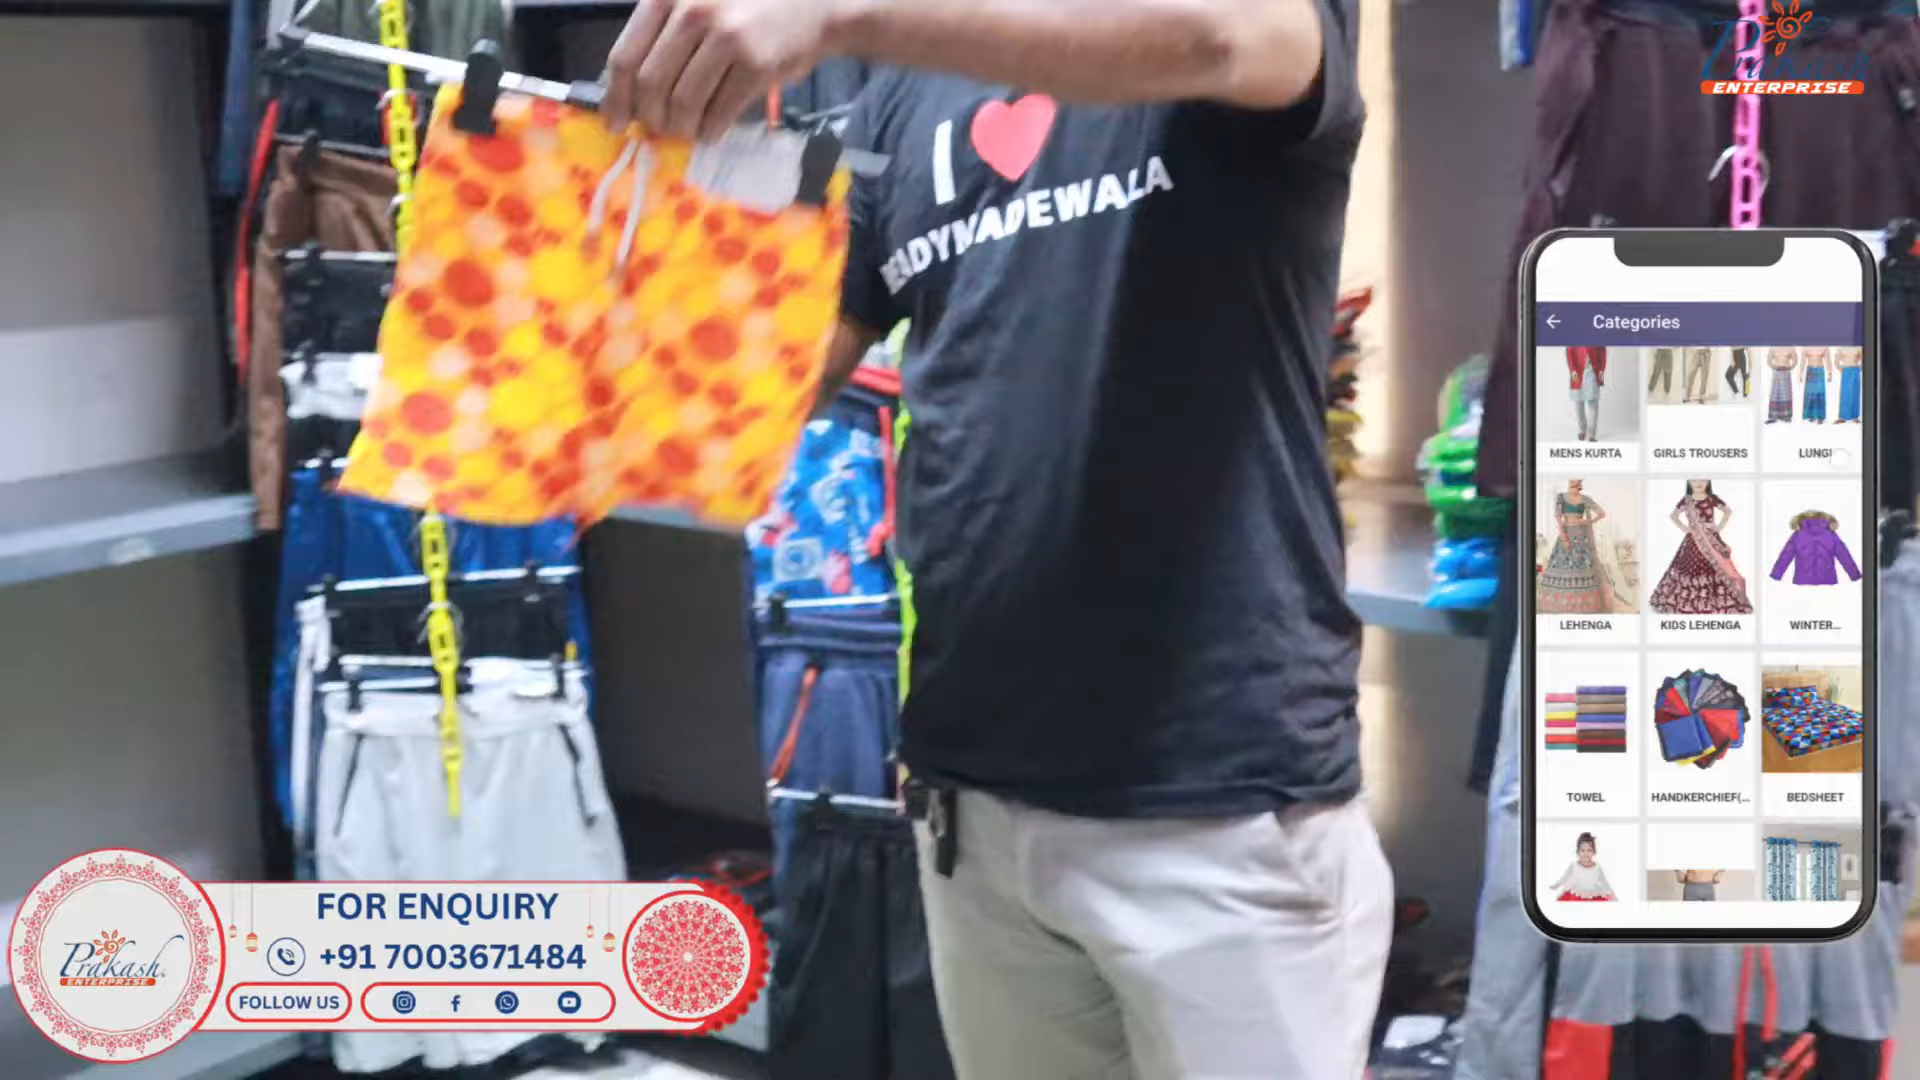 Prakash
ENTERPRISE
I
READYMADEWALA
Categories
MENS KURTA
GIRLS TROUSERS
LUNGI
LEHENGA
KIDS LEHENGA
WINTER...
TOWEL
HANDKERCHIEF(...
BEDSHEET
FOR ENQUIRY
+91 7003671484
Prakash
ENTERPRISE
FOLLOW US